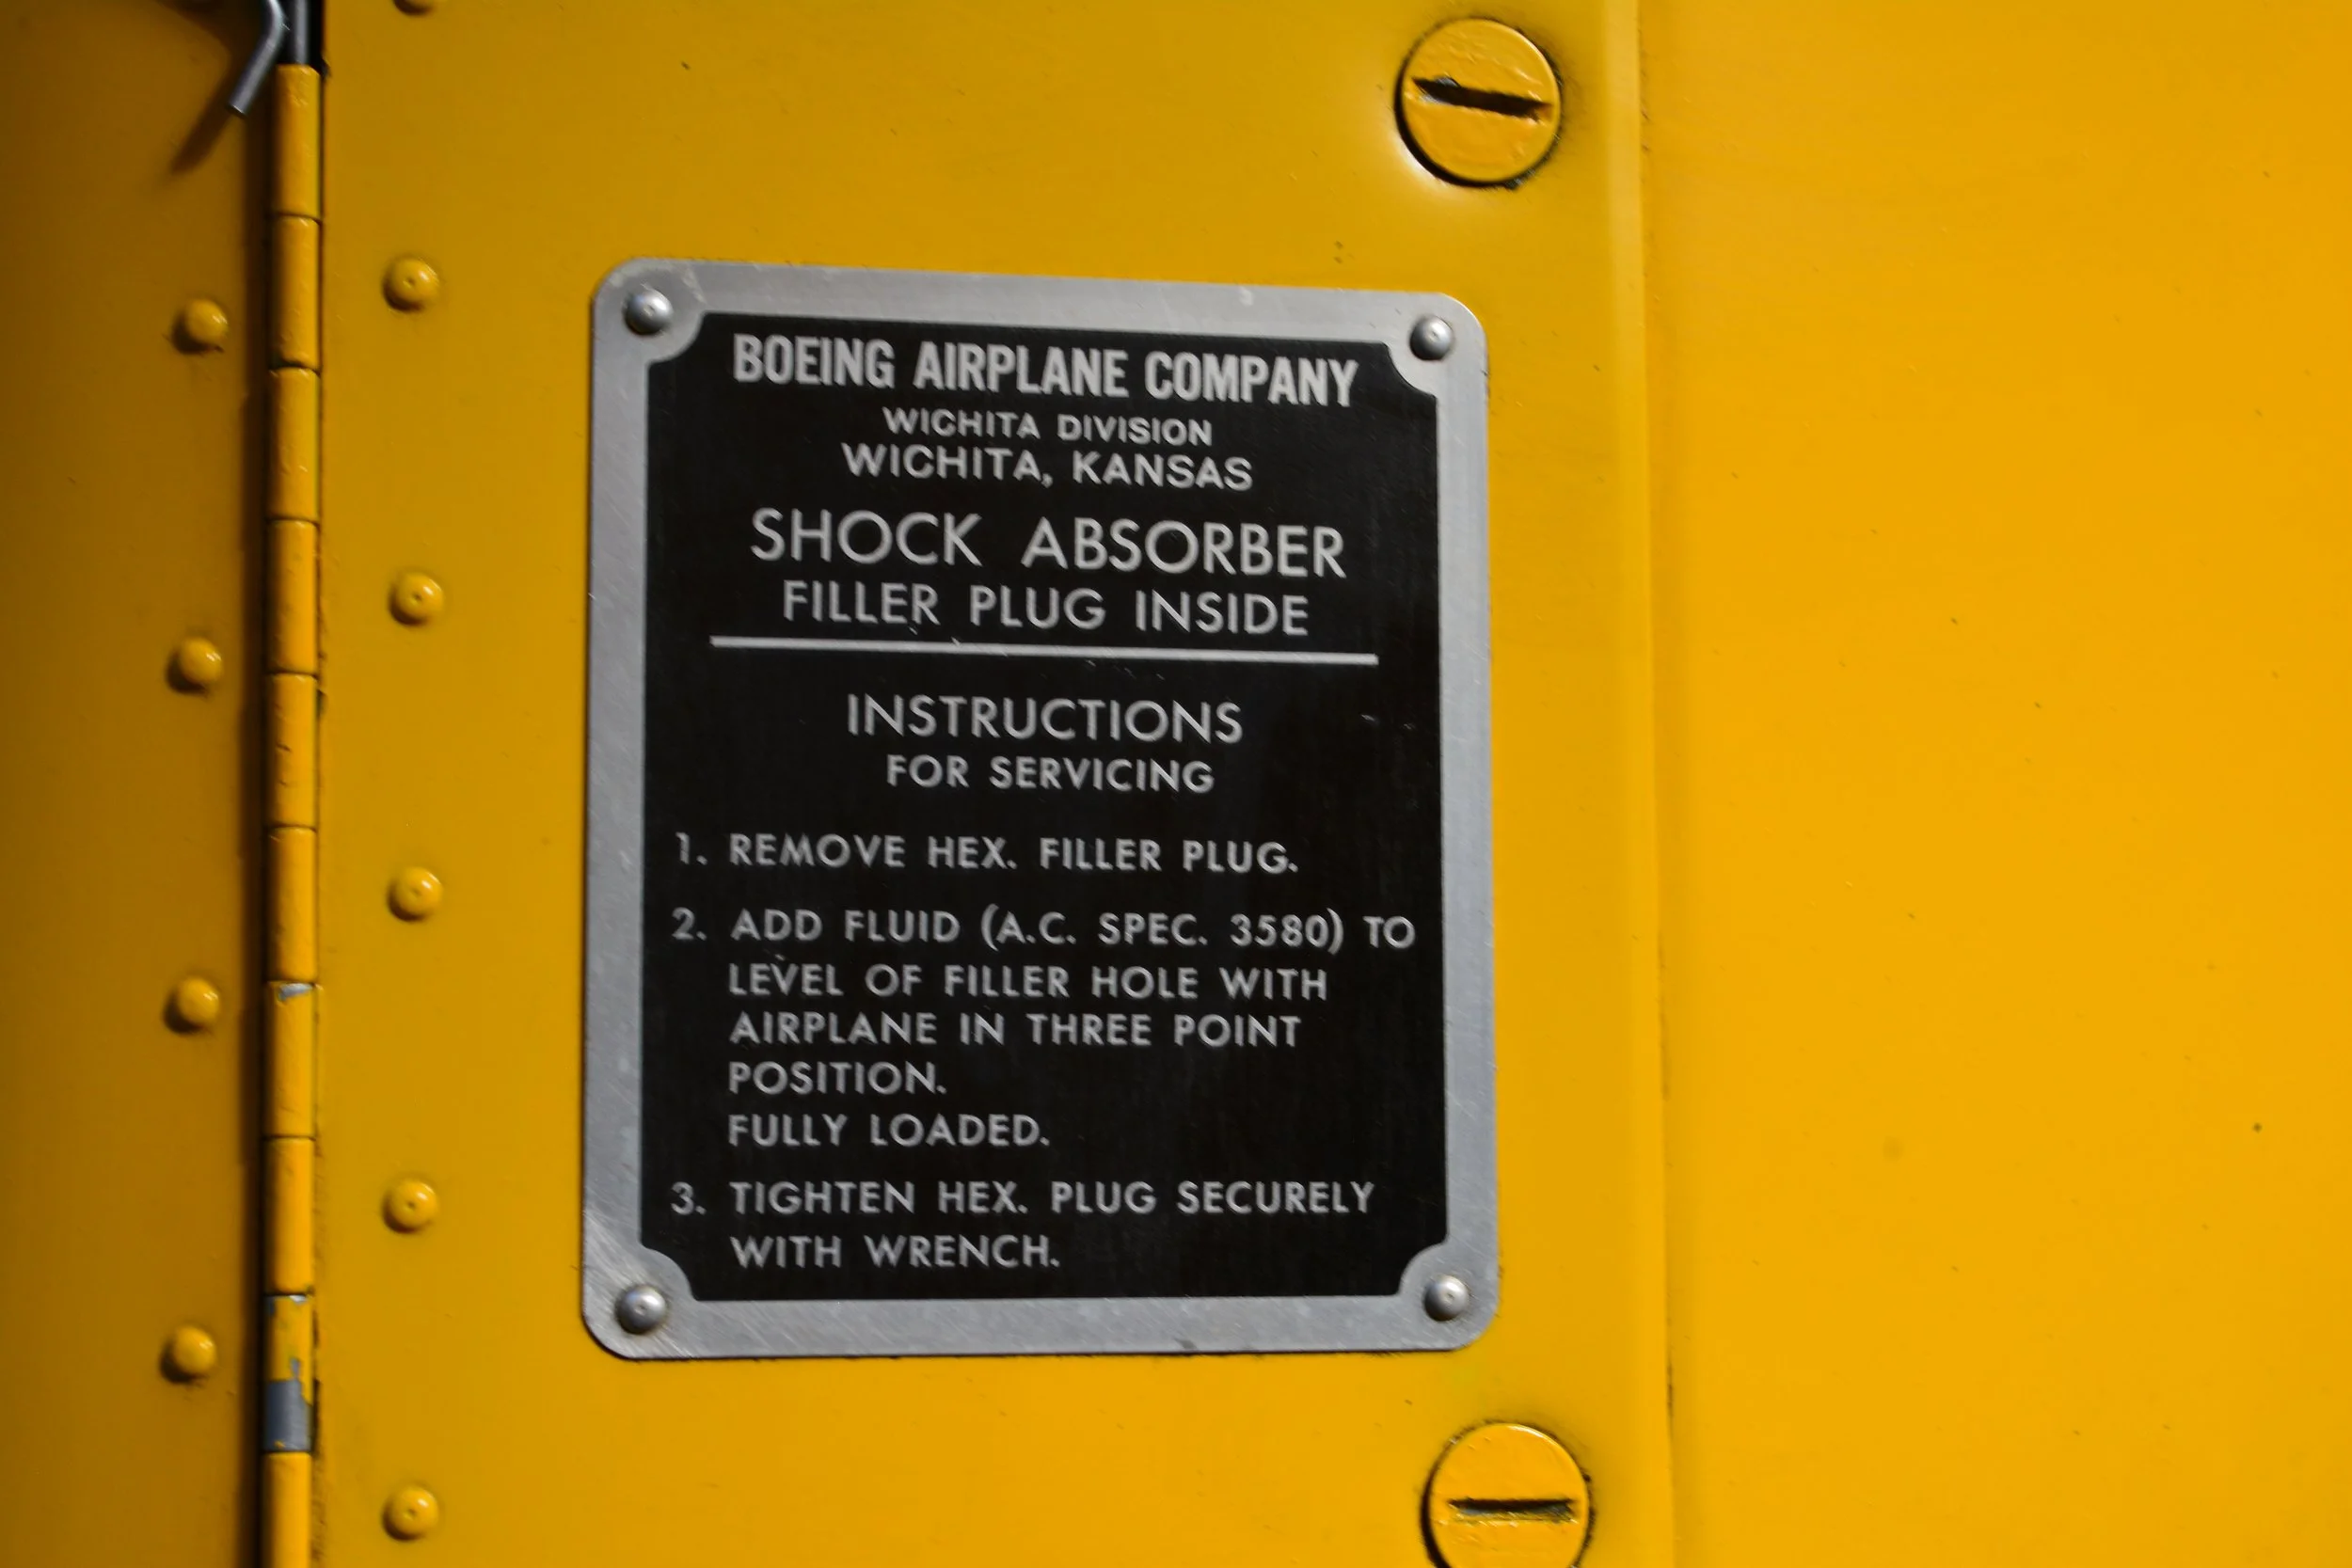 BOEING AIRPLANE COMPANY
WICHITA DIVISION
WICHITA, KANSAS
SHOCK ABSORBER
FILLER PLUG INSIDE
INSTRUCTIONS
FOR SERVICING
1. REMOVE HEX. FILLER PLUG.
2. ADD FLUID (A.C. SPEC. 3580) TO
LEVEL OF FILLER HOLE WITH
AIRPLANE IN THREE POINT
POSITION.
FULLY LOADED.
3. TIGHTEN HEX. PLUG SECURELY
WITH WRENCH.